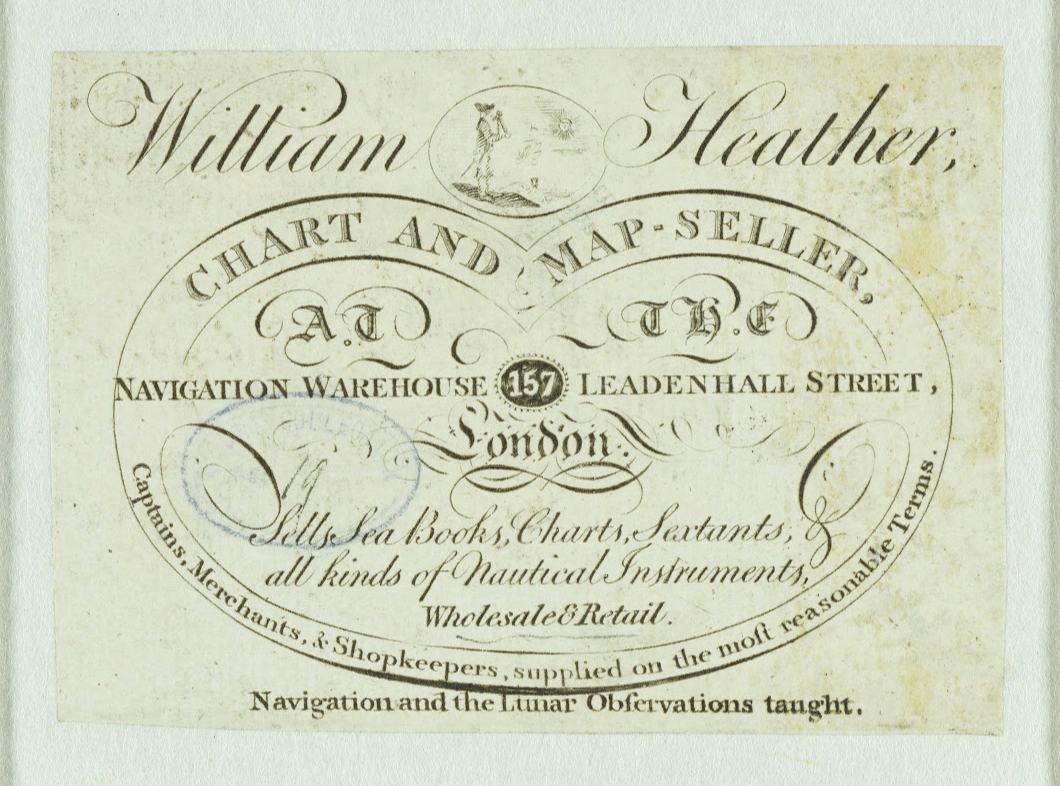 William Heather,
CHART AND MAP-SELLER,
AT THE
NAVIGATION WAREHOUSE 157 LEADENHALL STREET,
London.
19
Sells Sea Books, Charts, Sextants, &
all kinds of Nautical Instruments,
Wholesale & Retail.
Captains, Merchants, & Shopkeepers, supplied on the moſt reasonable Terms.
Navigation and the Lunar Obſervations taught.